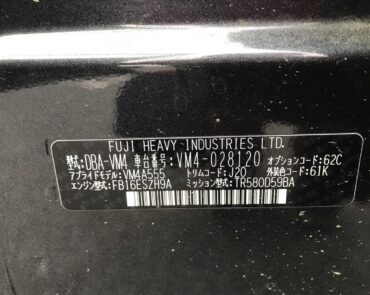 FUJI HEAVY INDUSTRIES LTD.
型式:DBA-VM4 車台番号:VM4-028120 オプションコード:62C
アプライドモデル:VM4A555 トリムコード:J20 外装色コード:61K
エンジン型式:FB16ESZH9A ミッション型式:TR580D59BA